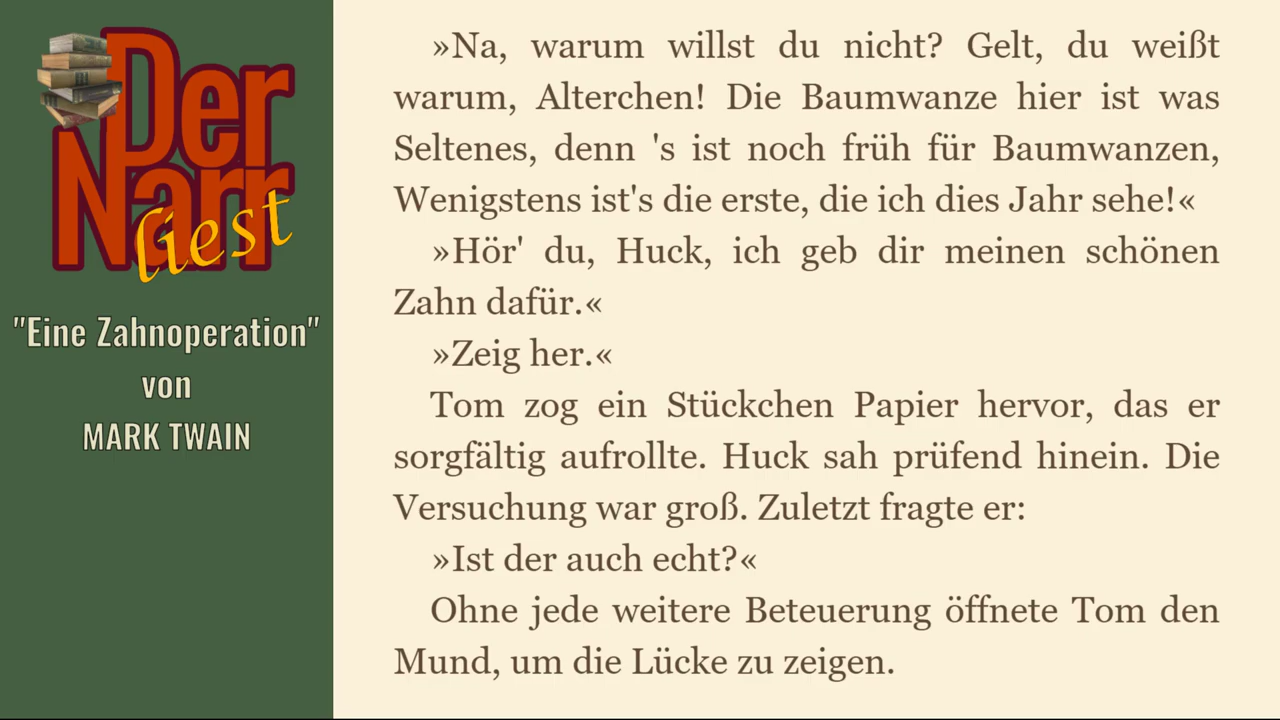 Der
Narr
liest
"Eine Zahnoperation"
von
MARK TWAIN
»Na, warum willst du nicht? Gelt, du weißt
warum, Alterchen! Die Baumwanze hier ist was
Seltenes, denn 's ist noch früh für Baumwanzen,
Wenigstens ist's die erste, die ich dies Jahr sehe!«
»Hör' du, Huck, ich geb dir meinen schönen
Zahn dafür.«
»Zeig her.«
Tom zog ein Stückchen Papier hervor, das er
sorgfältig aufrollte. Huck sah prüfend hinein. Die
Versuchung war groß. Zuletzt fragte er:
»Ist der auch echt?«
Ohne jede weitere Beteuerung öffnete Tom den
Mund, um die Lücke zu zeigen.